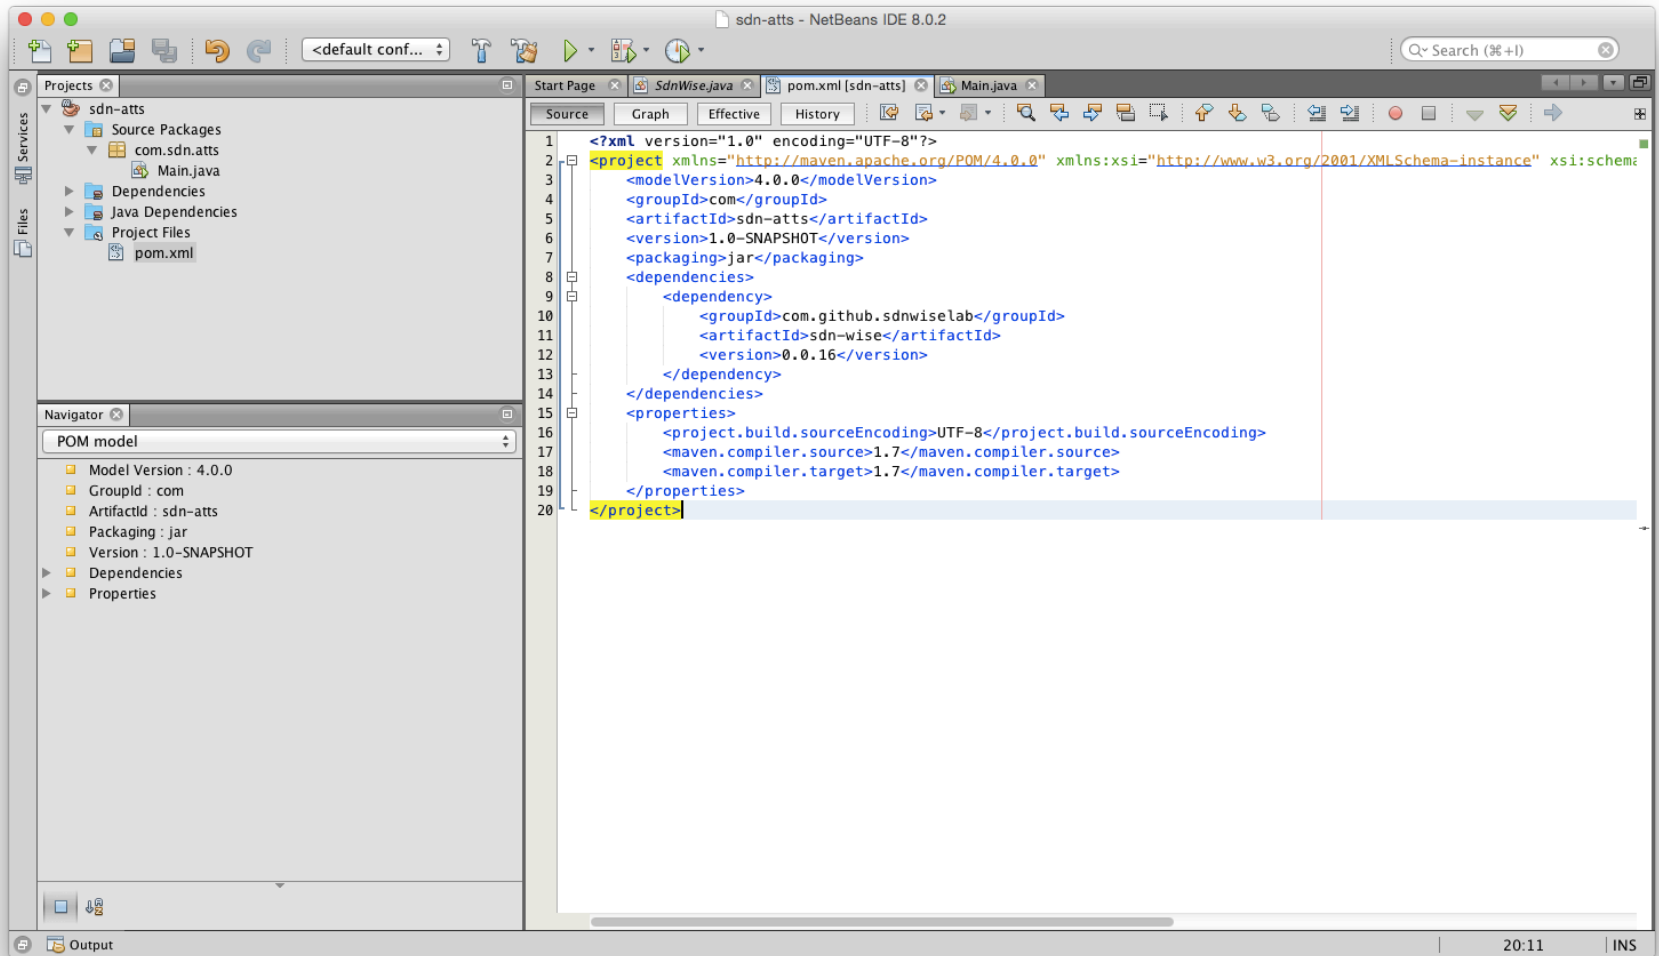 sdn-atts - NetBeans IDE 8.0.2
<default conf...
Search (⌘+I)
Projects
Start Page
SdnWise.java
pom.xml [sdn-atts]
Main.java
Services
Files
sdn-atts
Source Packages
com.sdn.atts
Main.java
Dependencies
Java Dependencies
Project Files
pom.xml
Source Graph Effective History
1 <?xml version="1.0" encoding="UTF-8"?>
2 <project xmlns="http://maven.apache.org/POM/4.0.0" xmlns:xsi="http://www.w3.org/2001/XMLSchema-instance" xsi:schema
3 <modelVersion>4.0.0</modelVersion>
4 <groupId>com</groupId>
5 <artifactId>sdn-atts</artifactId>
6 <version>1.0-SNAPSHOT</version>
7 <packaging>jar</packaging>
8 <dependencies>
9 <dependency>
10 <groupId>com.github.sdnwiselab</groupId>
11 <artifactId>sdn-wise</artifactId>
12 <version>0.0.16</version>
13 </dependency>
14 </dependencies>
15 <properties>
16 <project.build.sourceEncoding>UTF-8</project.build.sourceEncoding>
17 <maven.compiler.source>1.7</maven.compiler.source>
18 <maven.compiler.target>1.7</maven.compiler.target>
19 </properties>
20 </project>
Navigator
POM model
Model Version : 4.0.0
GroupId : com
ArtifactId : sdn-atts
Packaging : jar
Version : 1.0-SNAPSHOT
Dependencies
Properties
Output
20:11
INS